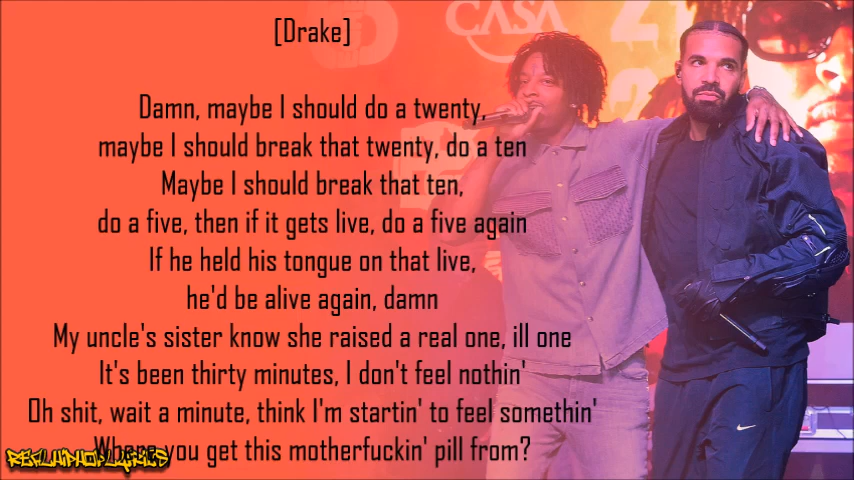 [Drake]
Damn, maybe I should do a twenty,
maybe I should break that twenty, do a ten
Maybe I should break that ten,
do a five, then if it gets live, do a five again
If he held his tongue on that live,
he'd be alive again, damn
My uncle's sister know she raised a real one, ill one
It's been thirty minutes, I don't feel nothin'
Oh shit, wait a minute, think I'm startin' to feel somethin'
Where you get this motherfuckin' pill from?
REALHIPHOPLYRICS
CASA